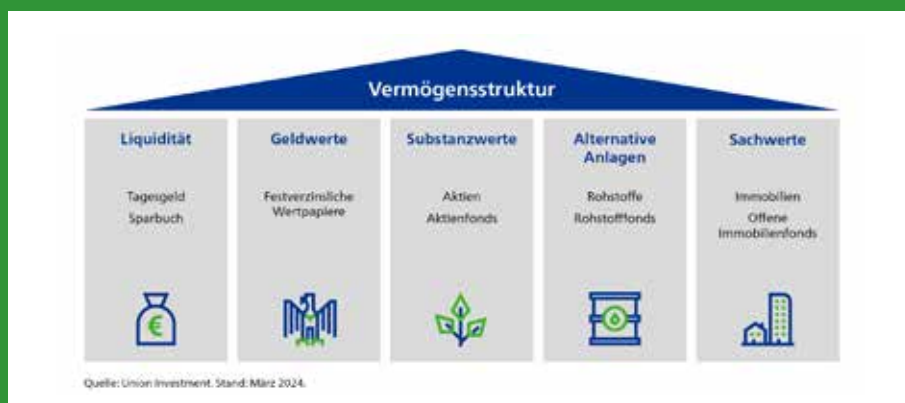 Vermögensstruktur
Liquidität
Tagesgeld
Sparbuch
Geldwerte
Festverzinsliche
Wertpapiere
Substanzwerte
Aktien
Aktienfonds
Alternative
Anlagen
Rohstoffe
Rohstofffonds
Sachwerte
Immobilien
Offene
Immobilienfonds
€
Quelle: Union Investment. Stand: März 2024.